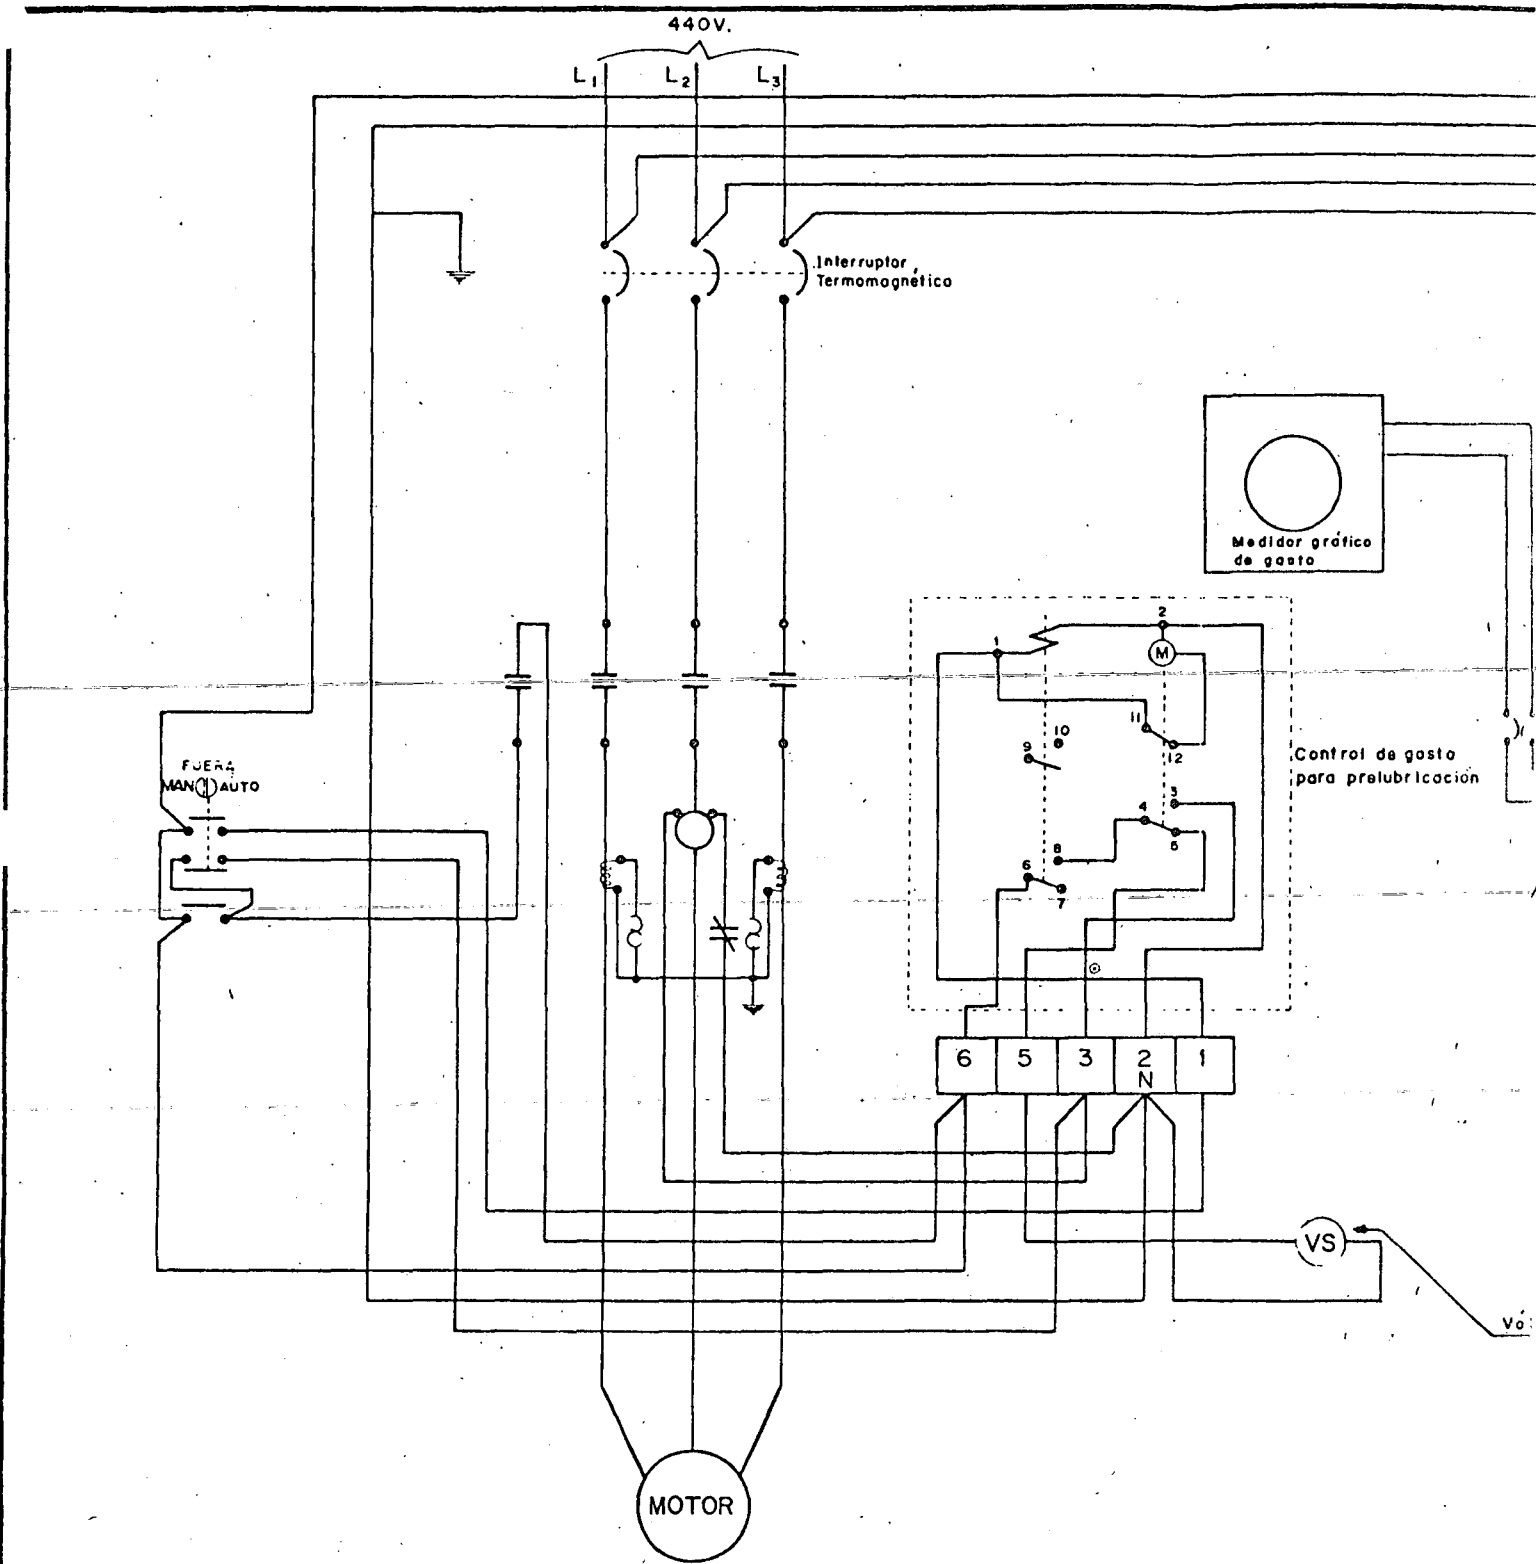 440V.
L1 L2 L3
Interruptor
Termomagnético
Medidor gráfico
de gasto
1
2
M
11
12
10
9
3
4
5
8
6
7
Control de gasto
para prelubricación
FUERA
MAN AUTO
6 5 3 2 1
N
VS
MOTOR